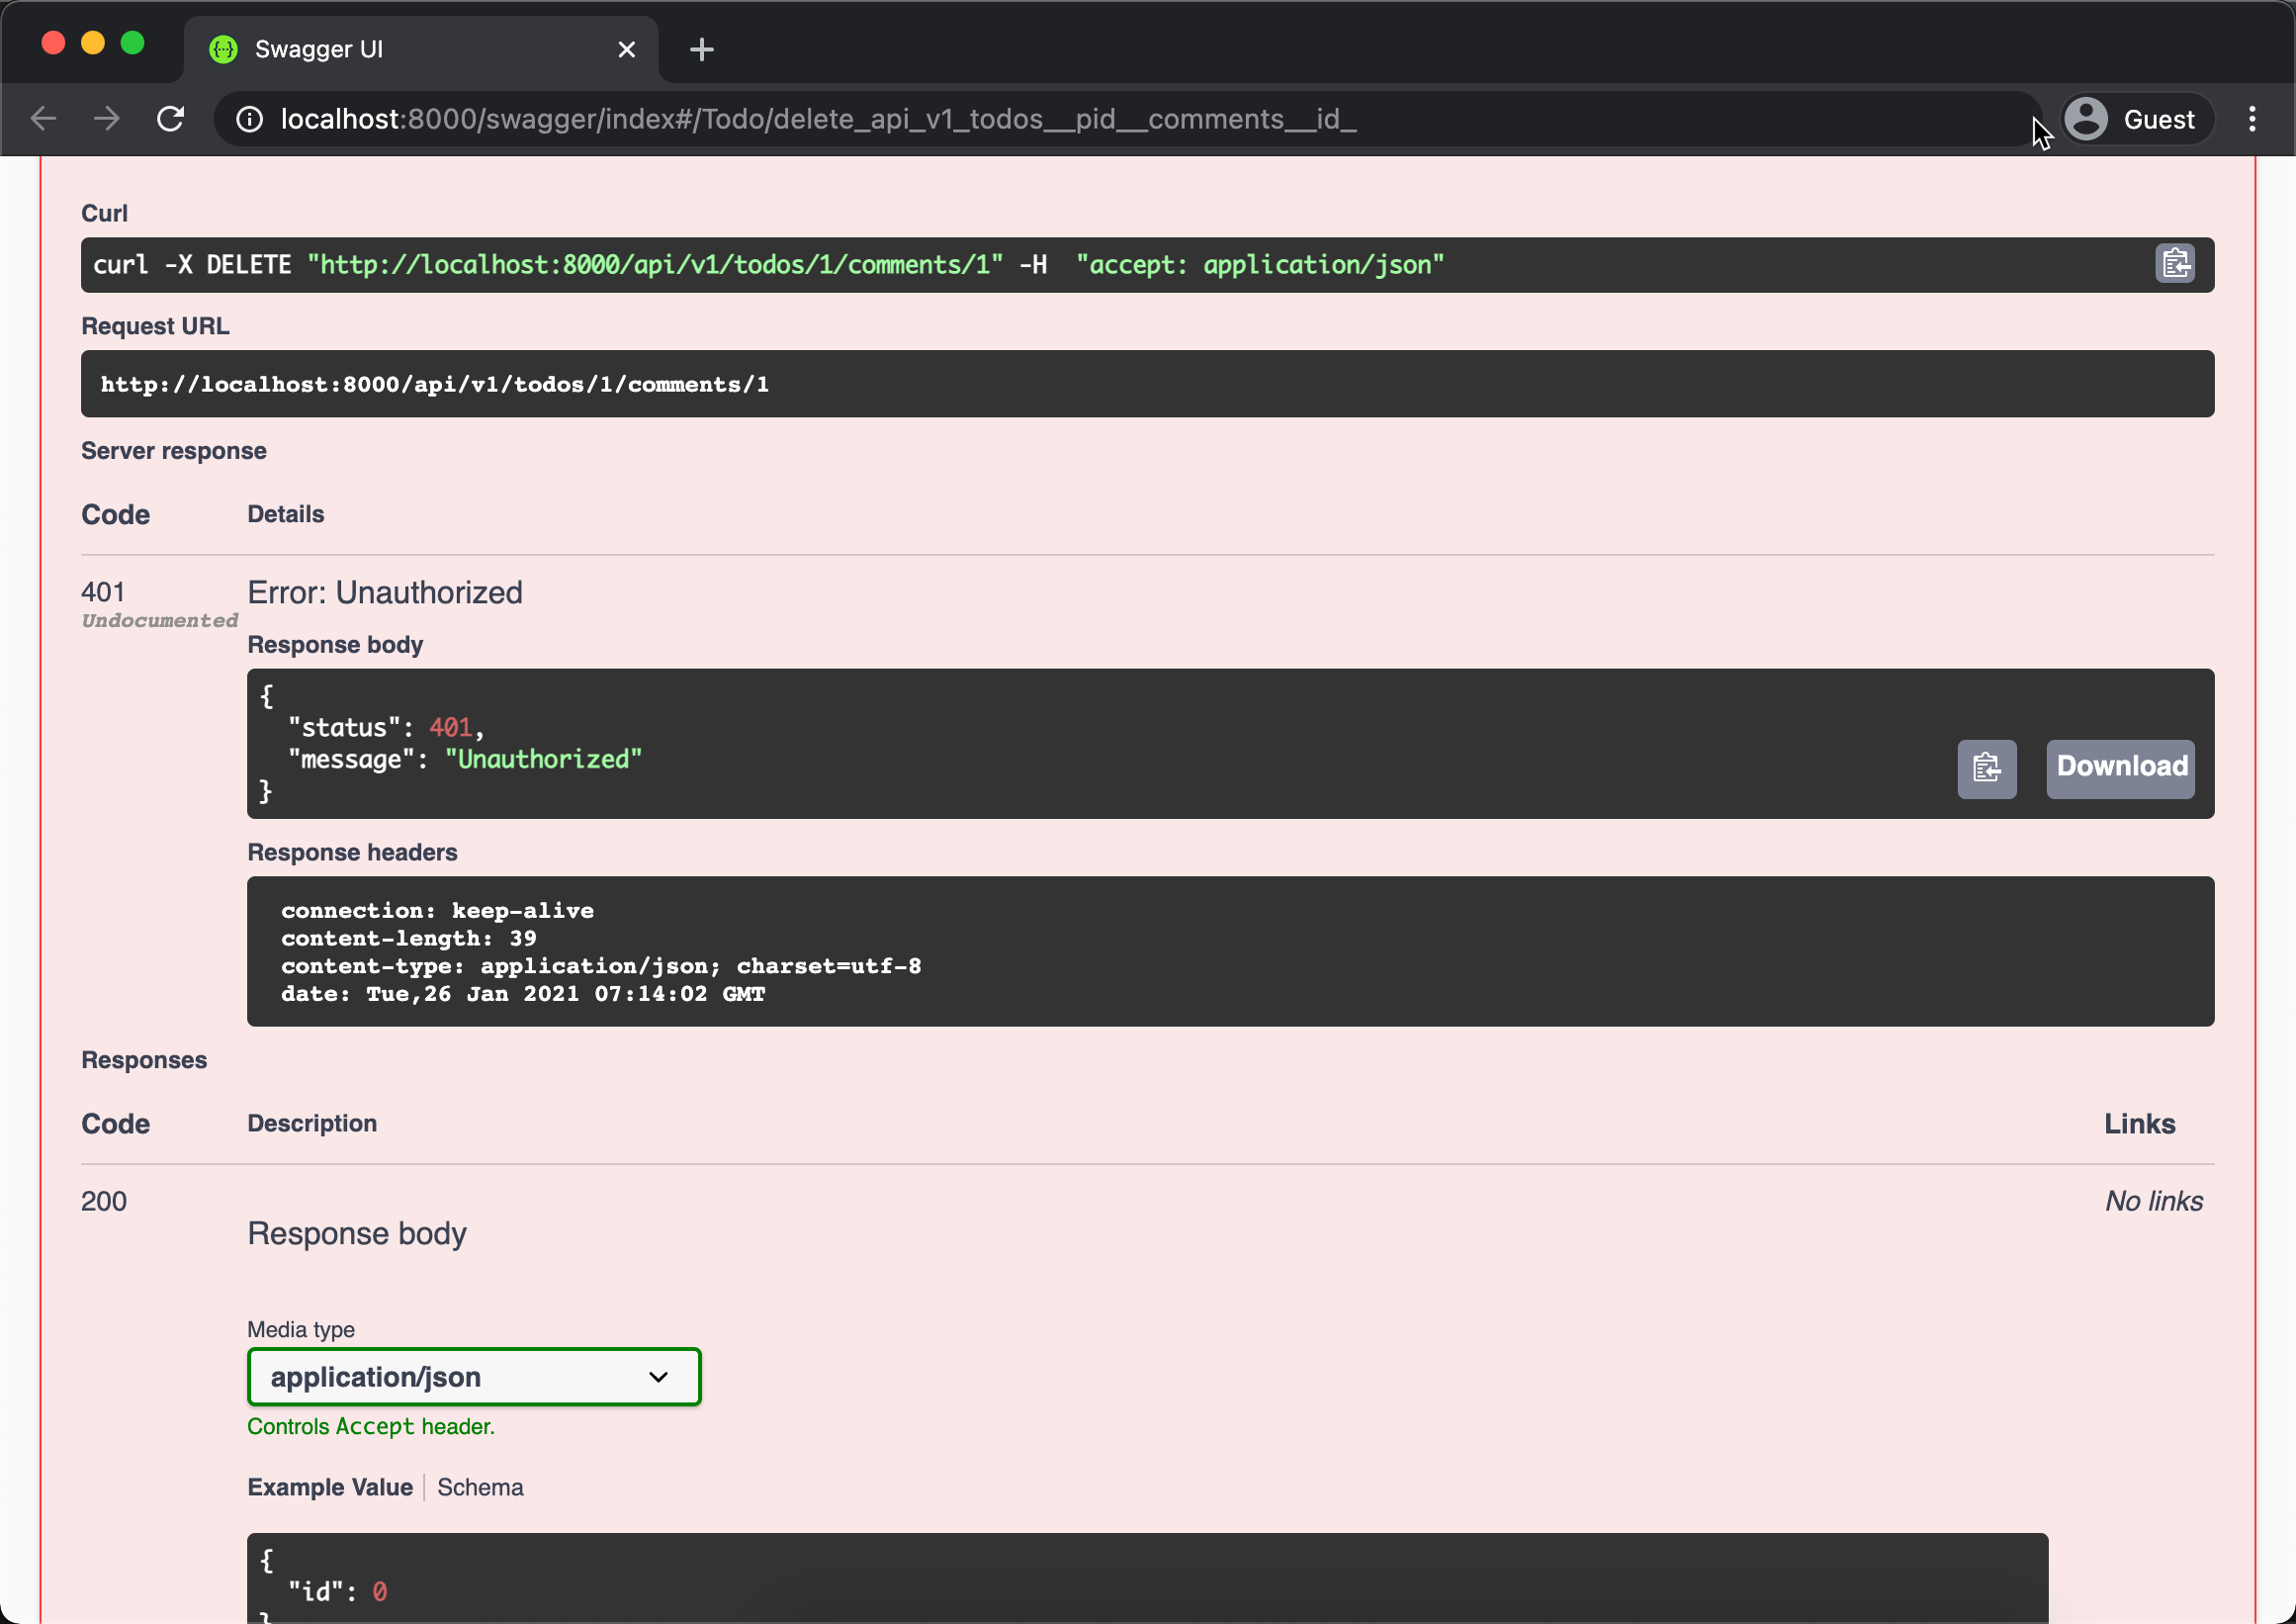 Swagger UI
localhost:8000/swagger/index#/Todo/delete_api_v1_todos__pid__comments__id_
Guest
Curl
curl -X DELETE "http://localhost:8000/api/v1/todos/1/comments/1" -H  "accept: application/json"
Request URL
http://localhost:8000/api/v1/todos/1/comments/1
Server response
Code Details
401 Error: Unauthorized
Undocumented
Response body
{
  "status": 401,
  "message": "Unauthorized"
}
Download
Response headers
connection: keep-alive
content-length: 39
content-type: application/json; charset=utf-8
date: Tue,26 Jan 2021 07:14:02 GMT
Responses
Code Description Links
200 No links
Response body
Media type
application/json
Controls Accept header.
Example Value Schema
{
  "id": 0
}